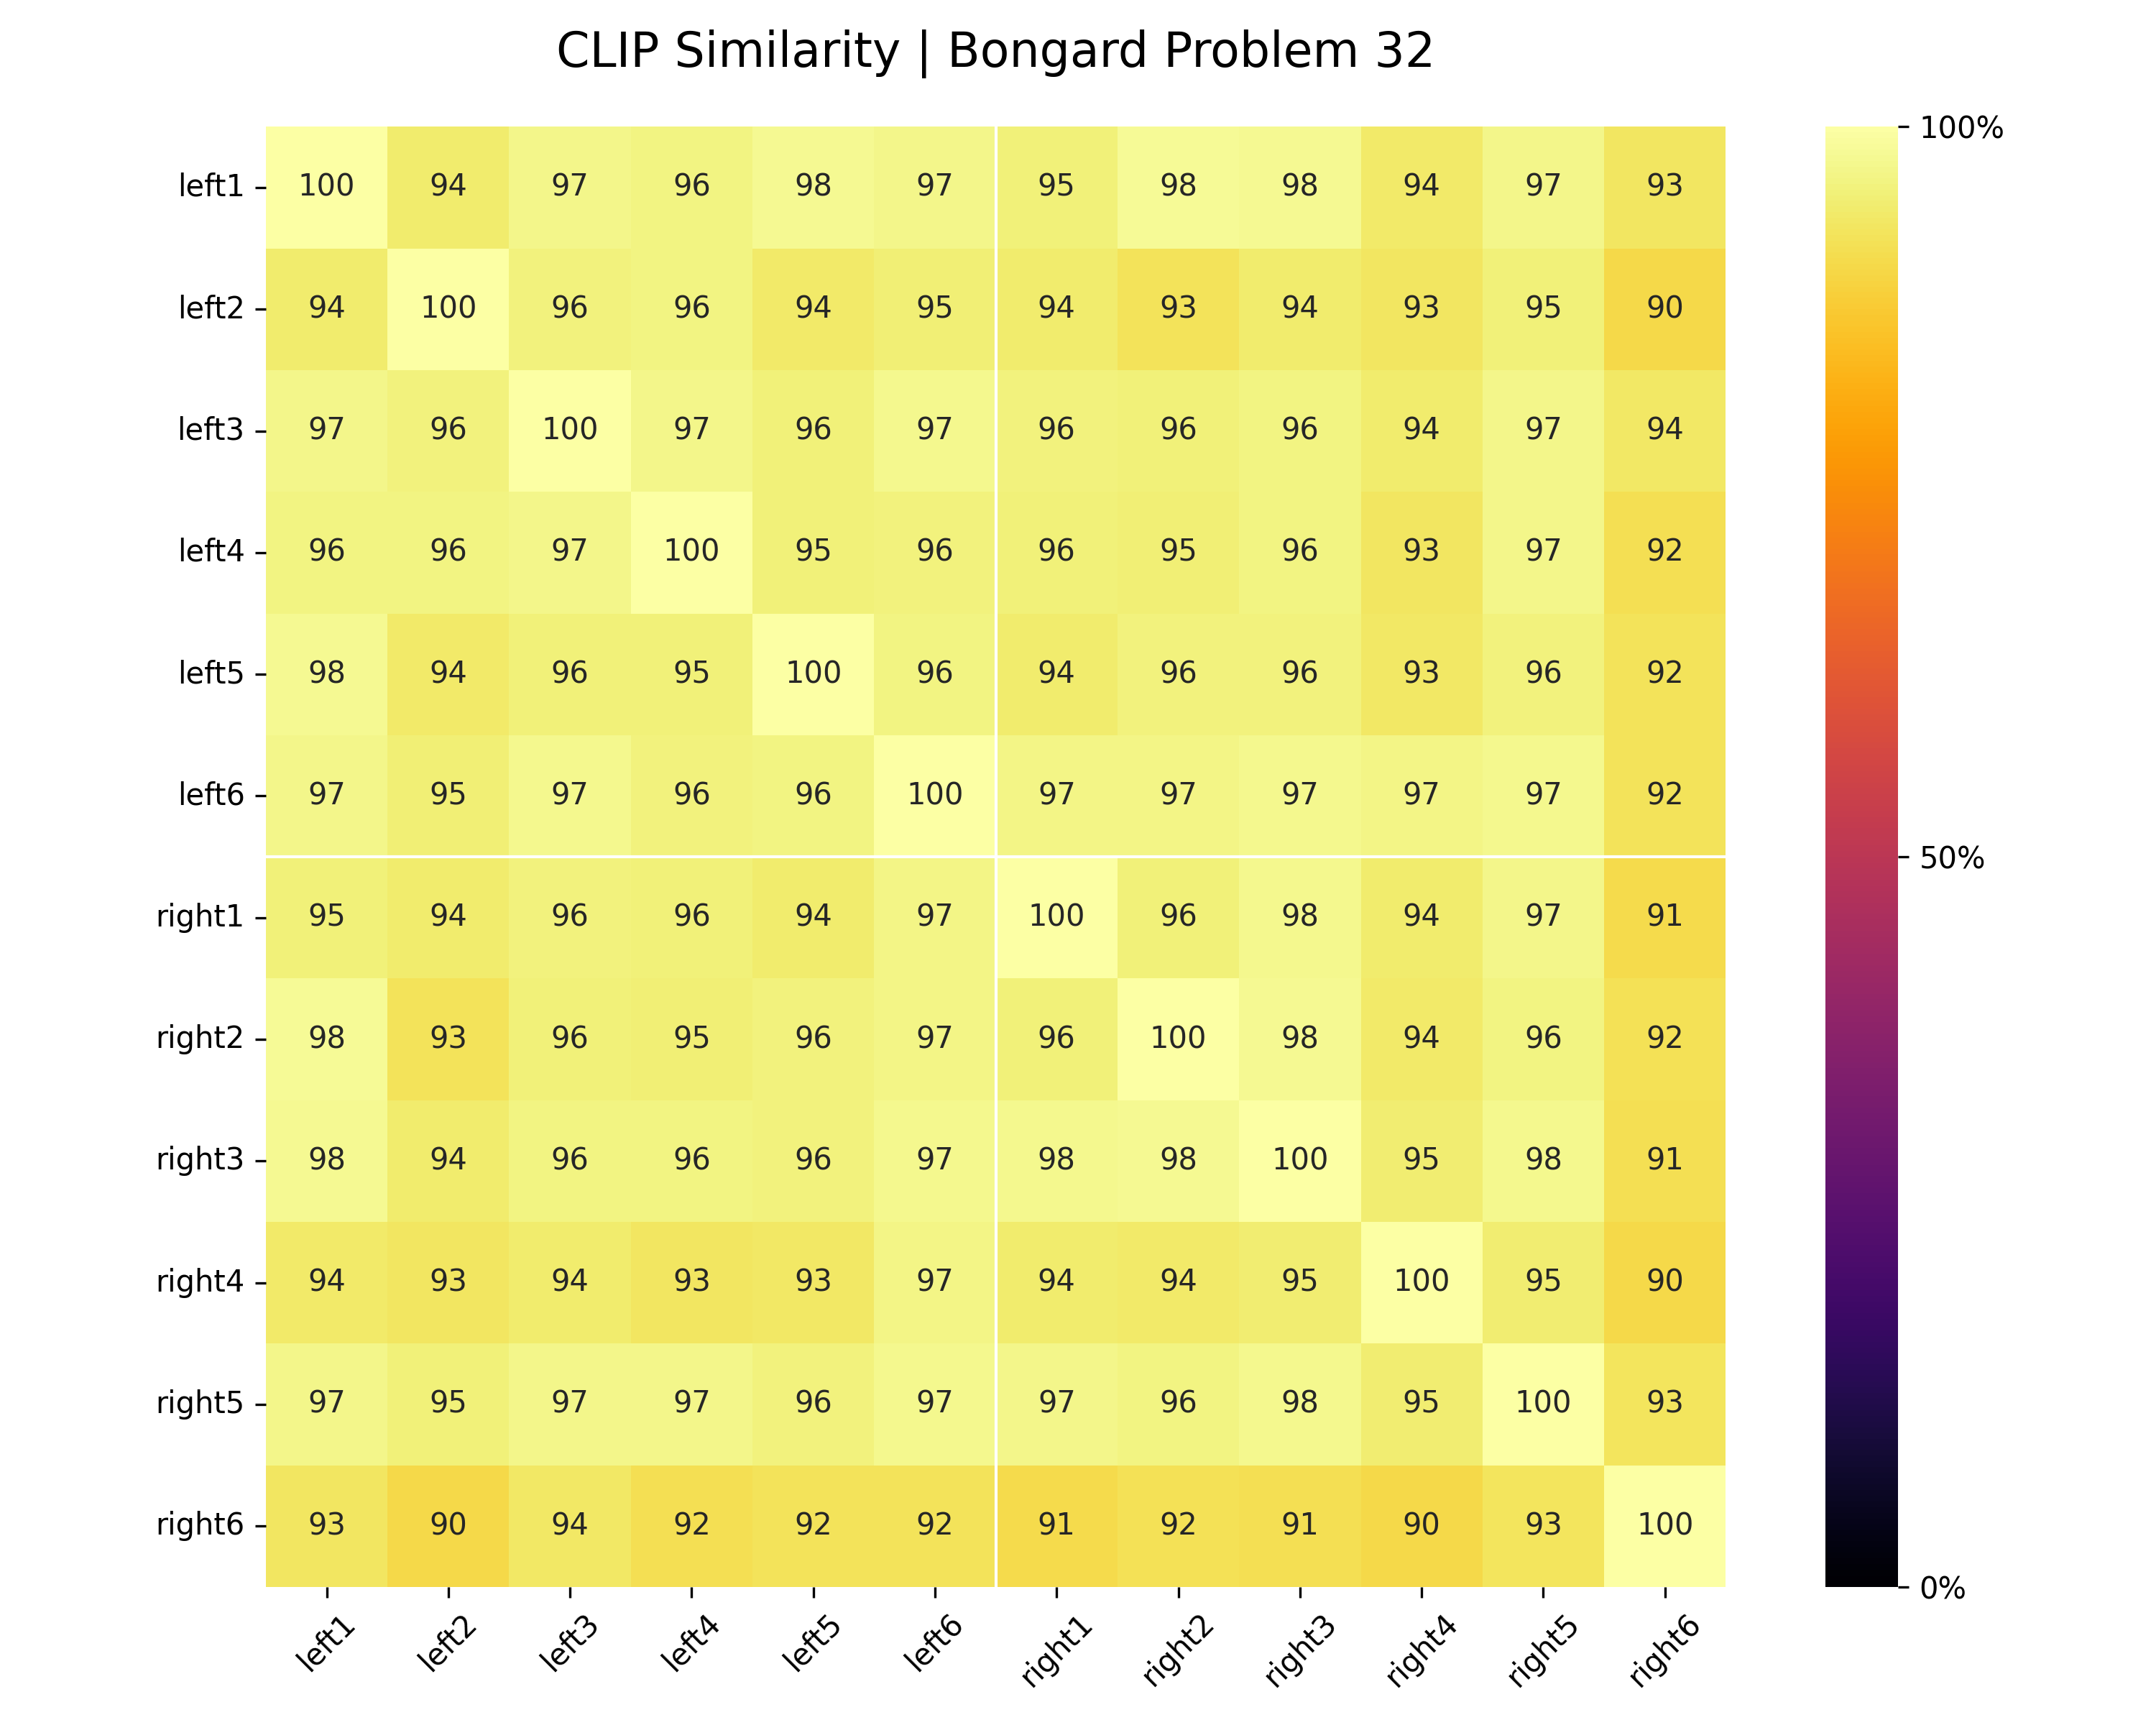 CLIP Similarity | Bongard Problem 32
100%
left1 100 94 97 96 98 97 95 98 98 94 97 93
left2 94 100 96 96 94 95 94 93 94 93 95 90
left3 97 96 100 97 96 97 96 96 96 94 97 94
left4 96 96 97 100 95 96 96 95 96 93 97 92
left5 98 94 96 95 100 96 94 96 96 93 96 92
left6 97 95 97 96 96 100 97 97 97 97 97 92
50%
right1 95 94 96 96 94 97 100 96 98 94 97 91
right2 98 93 96 95 96 97 96 100 98 94 96 92
right3 98 94 96 96 96 97 98 98 100 95 98 91
right4 94 93 94 93 93 97 94 94 95 100 95 90
right5 97 95 97 97 96 97 97 96 98 95 100 93
right6 93 90 94 92 92 92 91 92 91 90 93 100
0%
left1 left2 left3 left4 left5 left6 right1 right2 right3 right4 right5 right6